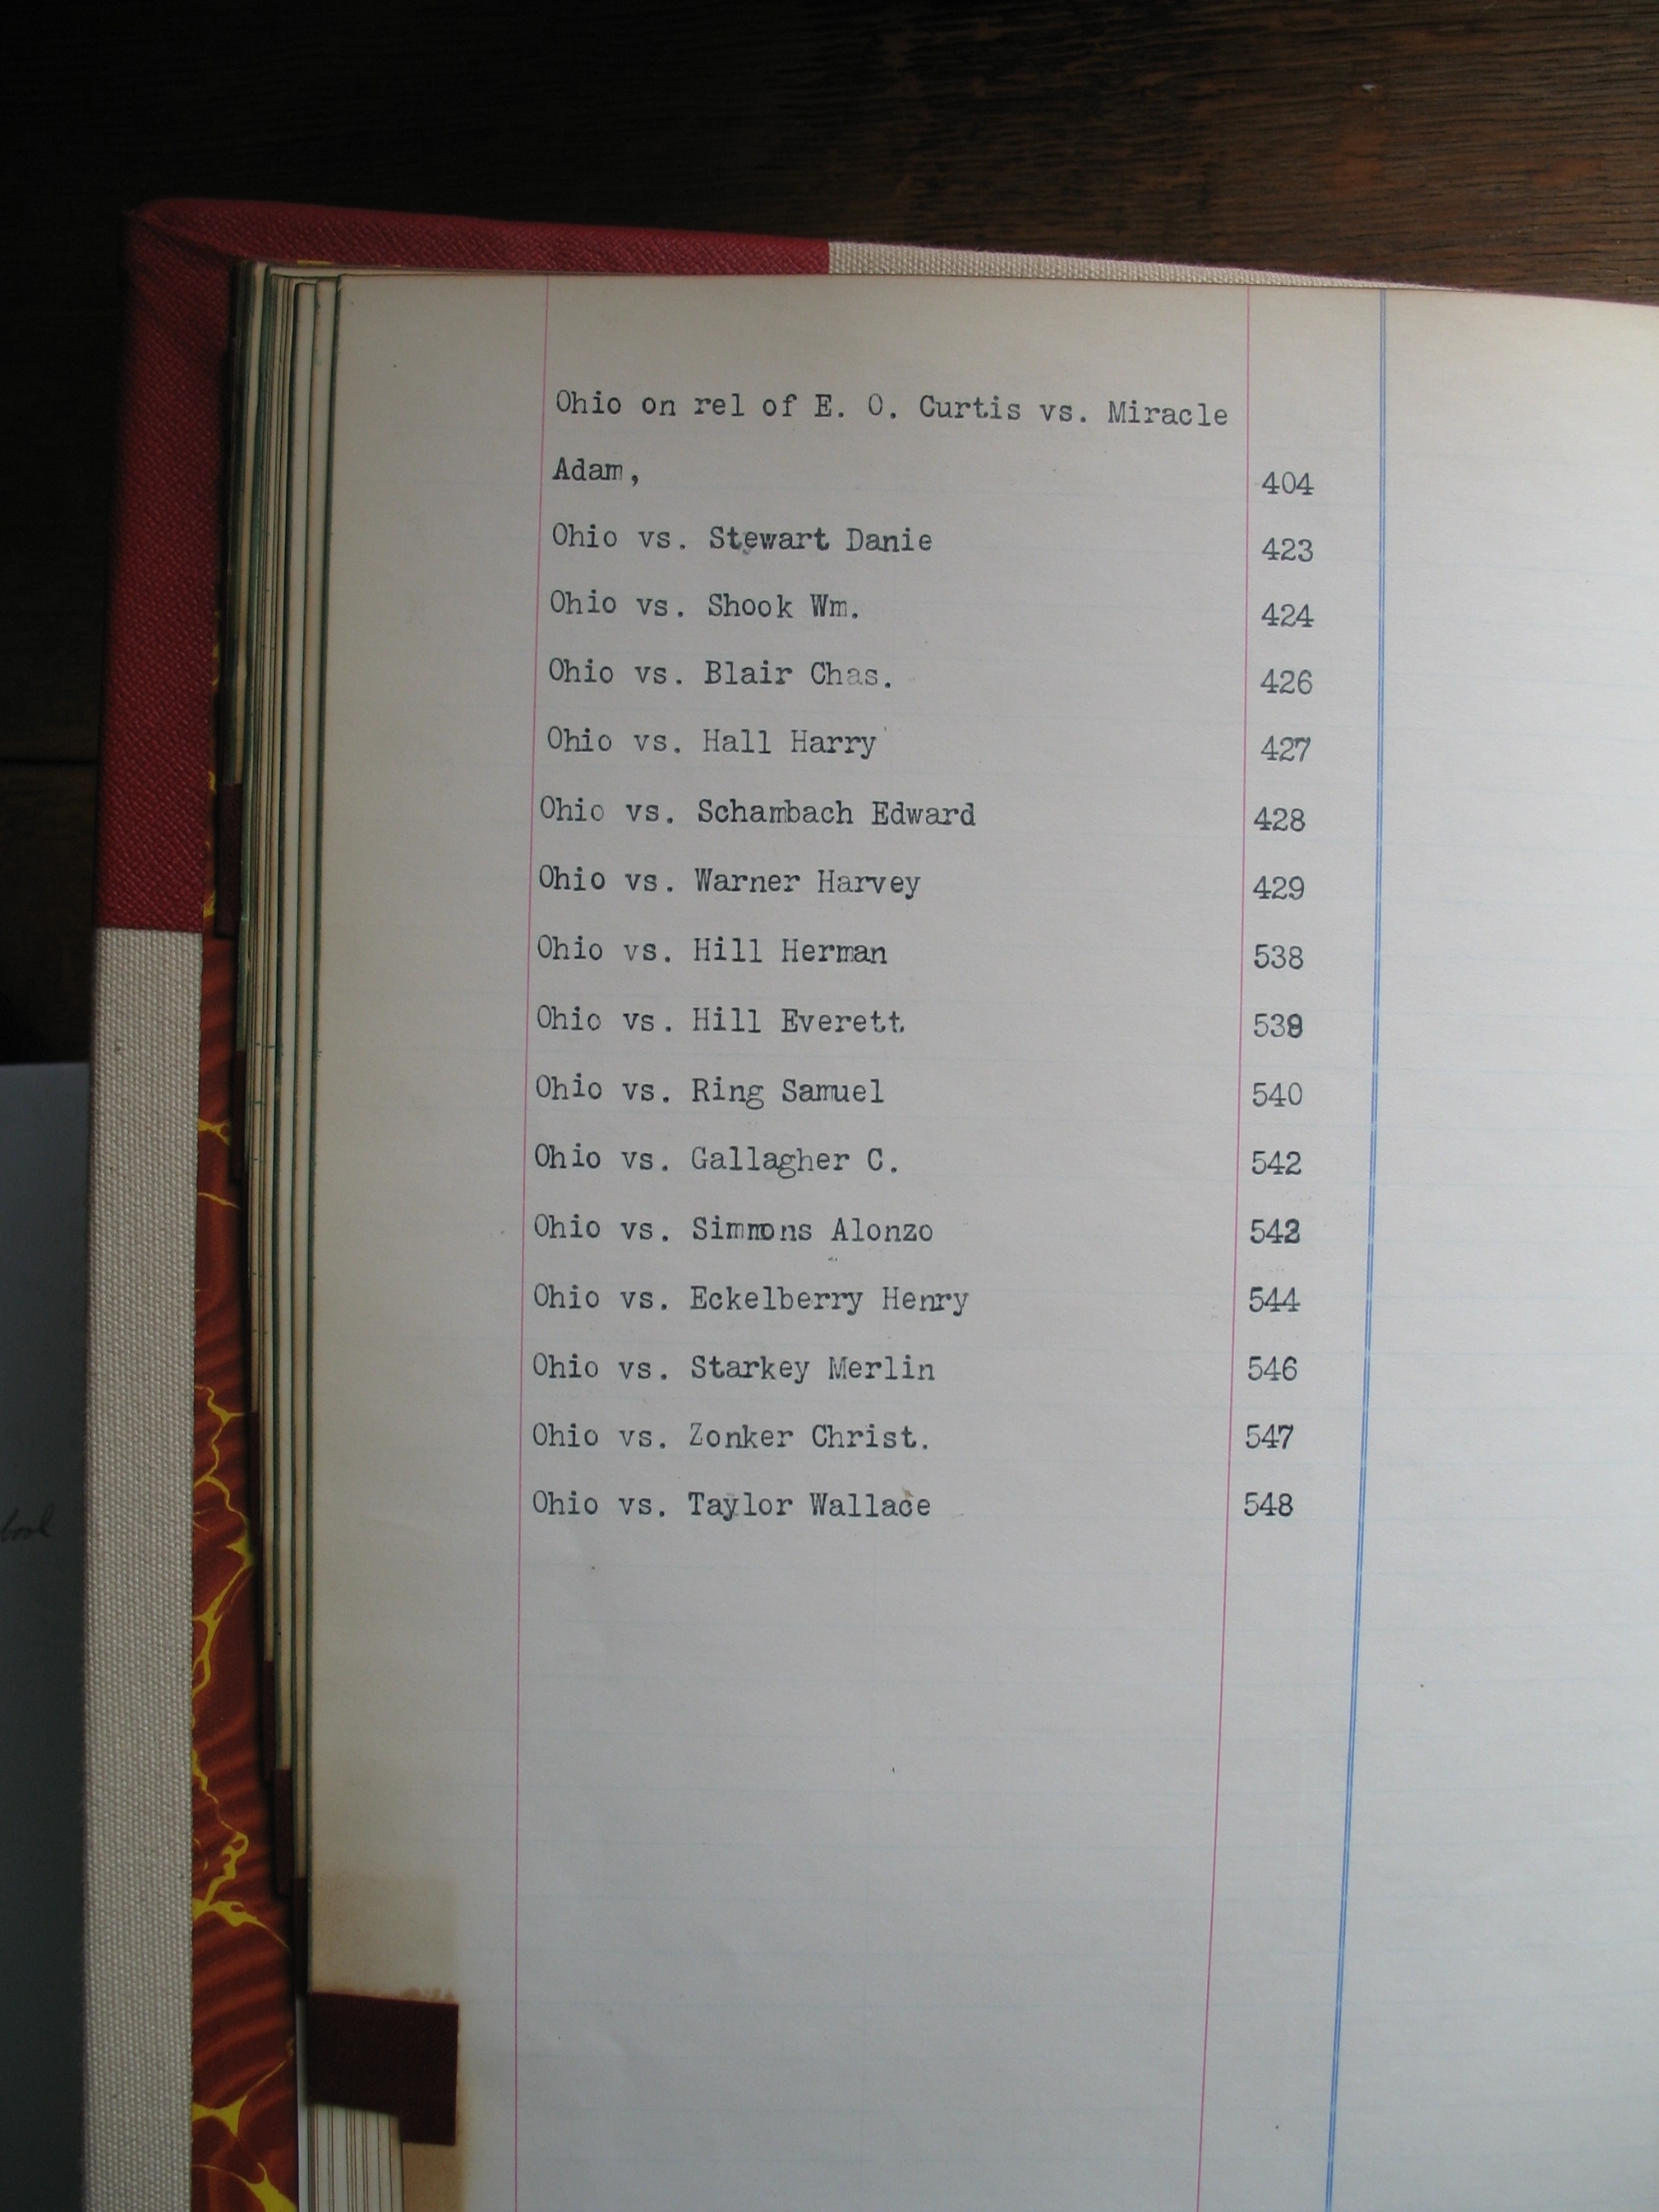 Ohio on rel of E. O. Curtis vs. Miracle
Adam, 404
Ohio vs. Stewart Danie 423
Ohio vs. Shook Wm. 424
Ohio vs. Blair Chas. 426
Ohio vs. Hall Harry 427
Ohio vs. Schambach Edward 428
Ohio vs. Warner Harvey 429
Ohio vs. Hill Herman 538
Ohio vs. Hill Everett 539
Ohio vs. Ring Samuel 540
Ohio vs. Gallagher C. 542
Ohio vs. Simmons Alonzo
Ohio vs. Eckelberry Henry 544
Ohio vs. Starkey Merlin 546
Ohio vs. Zonker Christ. 547
Ohio vs. Taylor Wallace 548